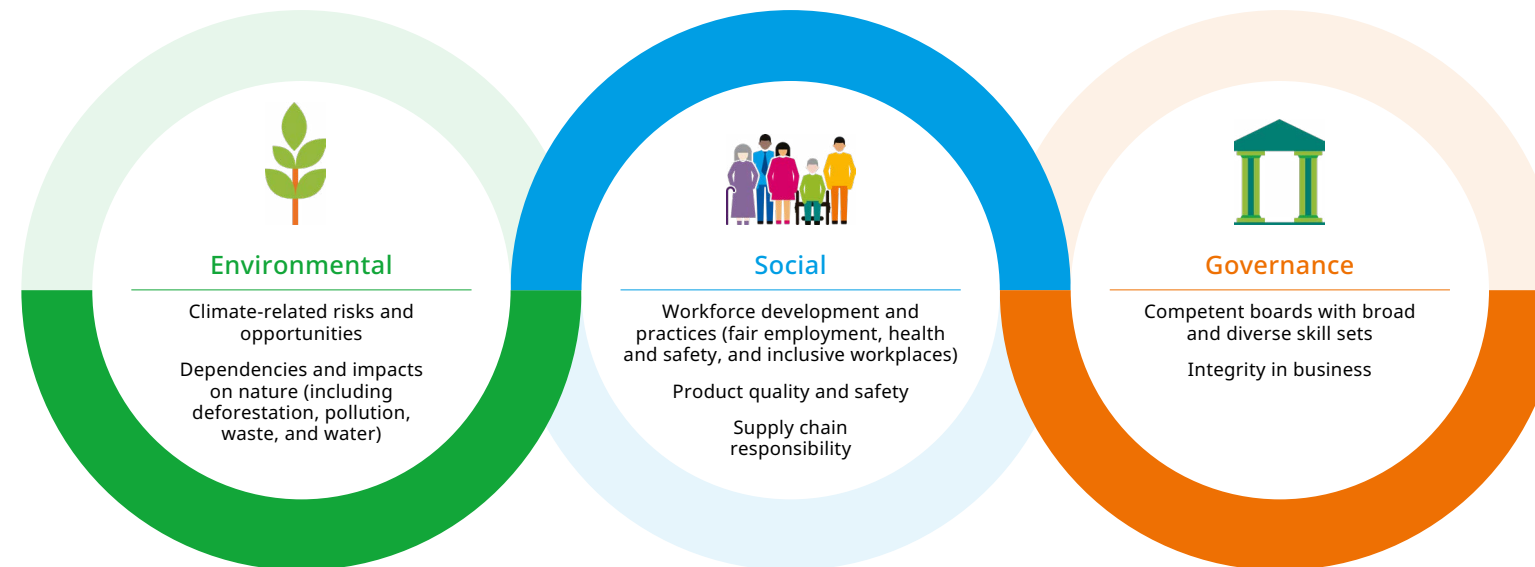 Environmental
Climate-related risks and
opportunities
Dependencies and impacts
on nature (including
deforestation, pollution,
waste, and water)
Social
Workforce development and
practices (fair employment, health
and safety, and inclusive workplaces)
Product quality and safety
Supply chain
responsibility
Governance
Competent boards with broad
and diverse skill sets
Integrity in business